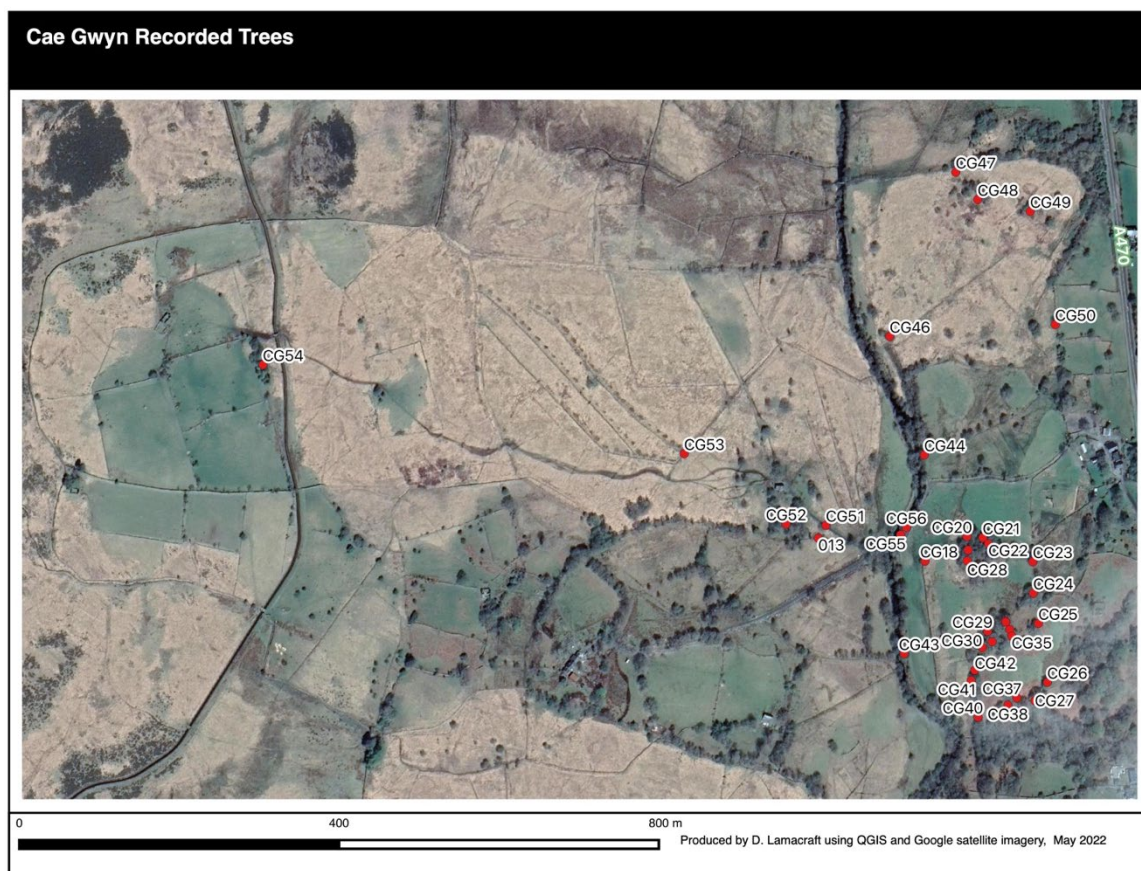 Cae Gwyn Recorded Trees
CG47
CG48
CG49
A470
CG50
CG46
CG54
CG53
CG44
CG52
CG51
013
CG56
CG55
CG20
CG21
CG22
CG18
CG28
CG23
CG24
CG25
CG29
CG30
CG35
CG43
CG42
CG41
CG40
CG37
CG38
CG26
CG27
0
400
800 m
Produced by D. Lamacraft using QGIS and Google satellite imagery, May 2022